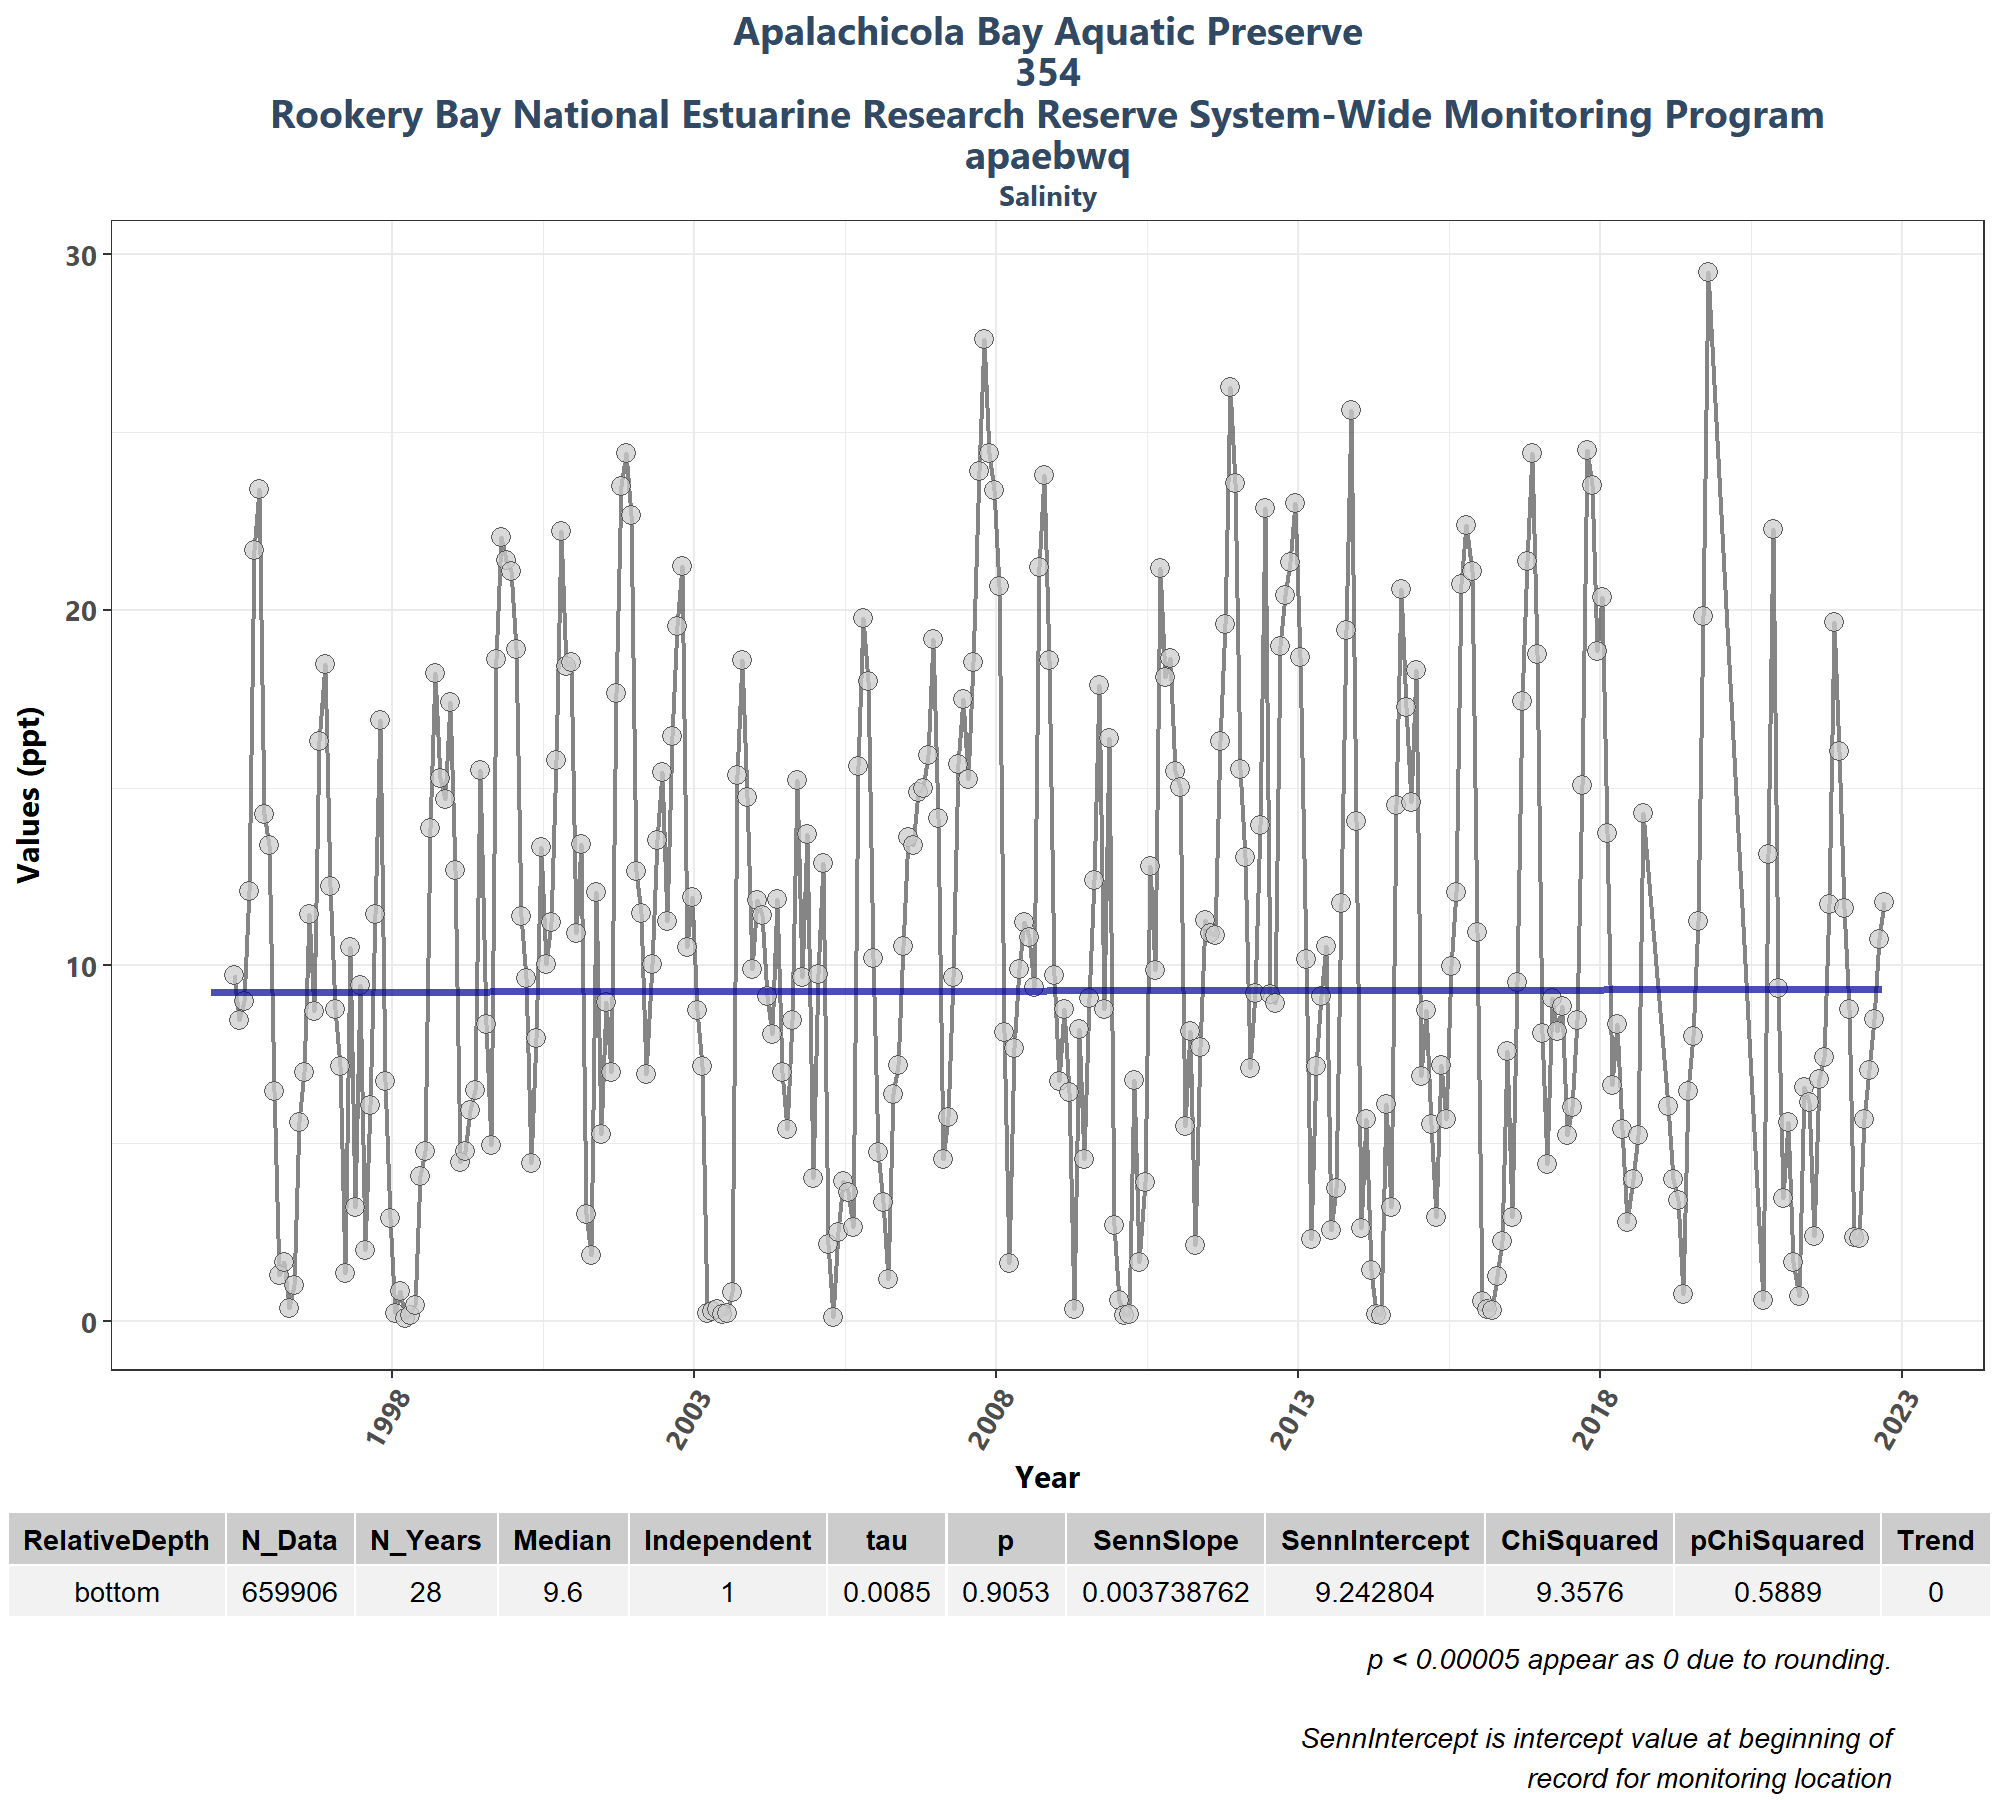 Apalachicola Bay Aquatic Preserve
354
Rookery Bay National Estuarine Research Reserve System-Wide Monitoring Program
apaebwq
Salinity
30
20
10
0
Values (ppt)
1998 2003 2008 2013 2018 2023
Year
RelativeDepth N_Data N_Years Median Independent tau p SennSlope SennIntercept ChiSquared pChiSquared Trend
bottom 659906 28 9.6 1 0.0085 0.9053 0.003738762 9.242804 9.3576 0.5889 0
p < 0.00005 appear as 0 due to rounding.
SennIntercept is intercept value at beginning of
record for monitoring location